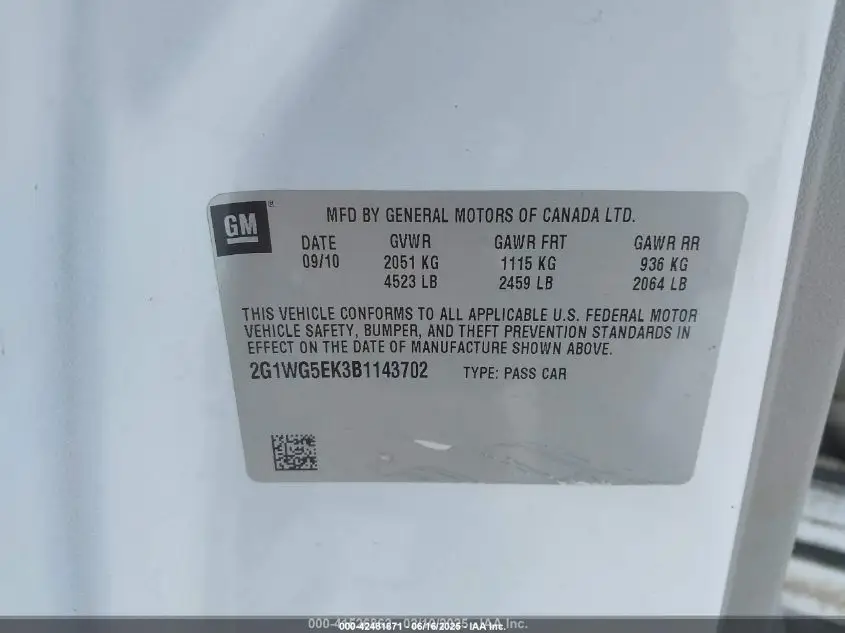 GM
®
MFD BY GENERAL MOTORS OF CANADA LTD.
DATE GVWR GAWR FRT GAWR RR
09/10 2051 KG 1115 KG 936 KG
4523 LB 2459 LB 2064 LB
THIS VEHICLE CONFORMS TO ALL APPLICABLE U.S. FEDERAL MOTOR
VEHICLE SAFETY, BUMPER, AND THEFT PREVENTION STANDARDS IN
EFFECT ON THE DATE OF MANUFACTURE SHOWN ABOVE.
2G1WG5EK3B1143702 TYPE: PASS CAR
000-42461671 06/16/2025 IAA Inc.